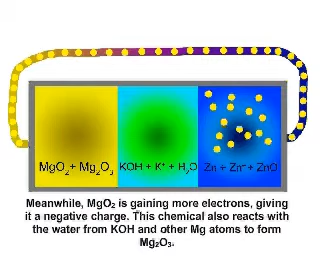 MgO₂ + Mg₂O₃ KOH + K⁺ + H₂O Zn + Zn⁼ + ZnO
Meanwhile, MgO₂ is gaining more electrons, giving
it a negative charge. This chemical also reacts with
the water from KOH and other Mg atoms to form
Mg₂O₃.